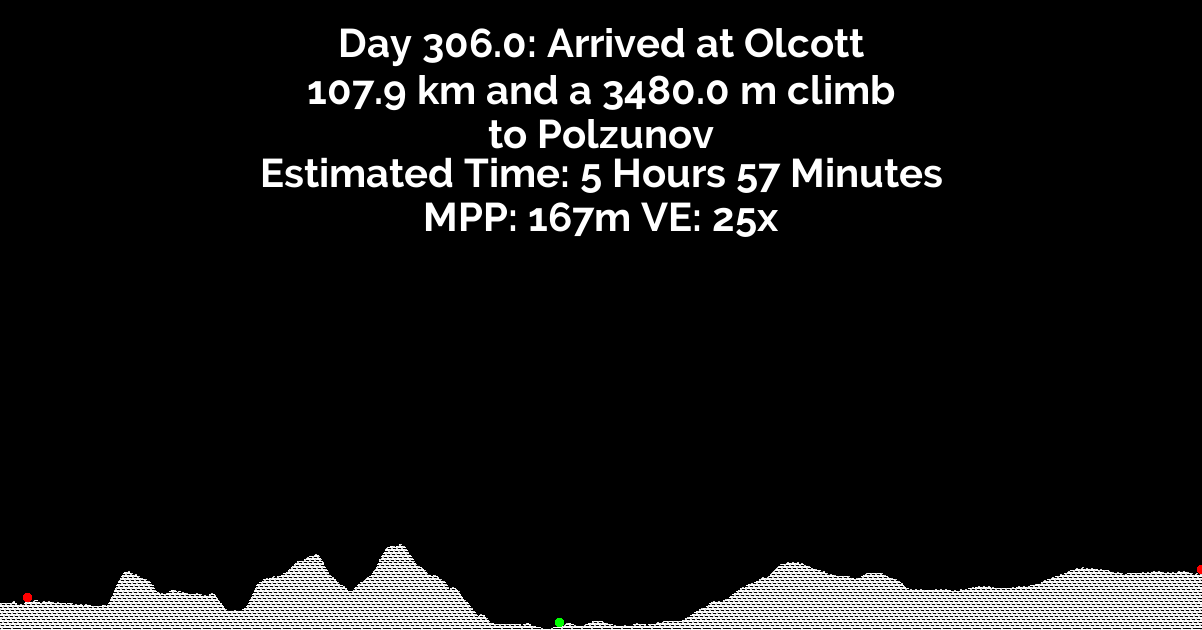 Day 306.0: Arrived at Olcott
107.9 km and a 3480.0 m climb
to Polzunov
Estimated Time: 5 Hours 57 Minutes
MPP: 167m VE: 25x